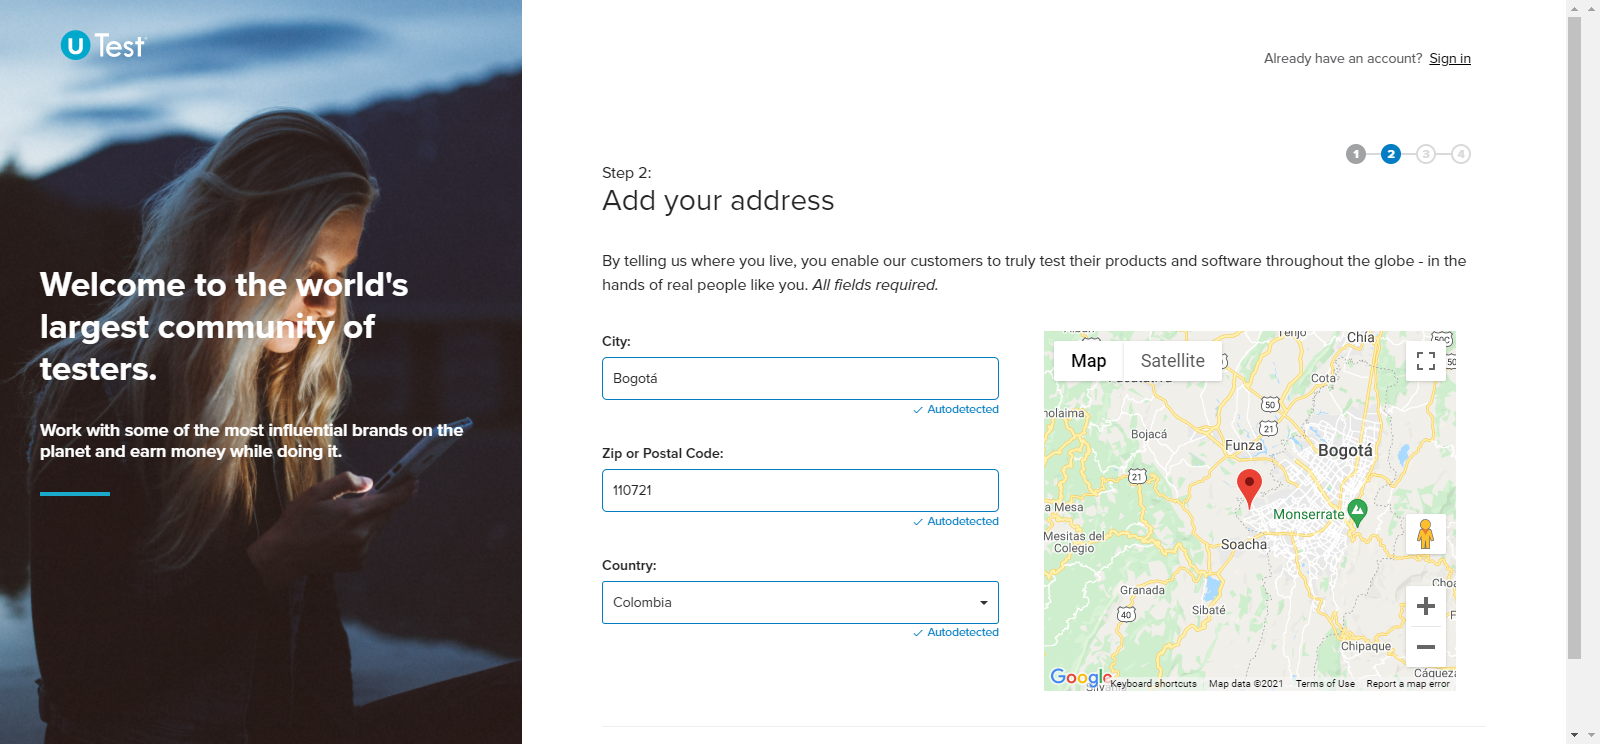 uTest
Welcome to the world's
largest community of
testers.
Work with some of the most influential brands on the
planet and earn money while doing it.
Already have an account? Sign in
1 2 3 4
Step 2:
Add your address
By telling us where you live, you enable our customers to truly test their products and software throughout the globe - in the
hands of real people like you. All fields required.
City:
Bogotá
Autodetected
Zip or Postal Code:
110721
Autodetected
Country:
Colombia
Autodetected
Map Satellite
Tenjo
Chía
Cota
50
21
Bojacá
Funza
Bogotá
21
Monserrate
Mesitas del
Colegio
Soacha
Granada
Sibaté
40
Chipaque
Google
Keyboard shortcuts Map data ©2021 Terms of Use Report a map error